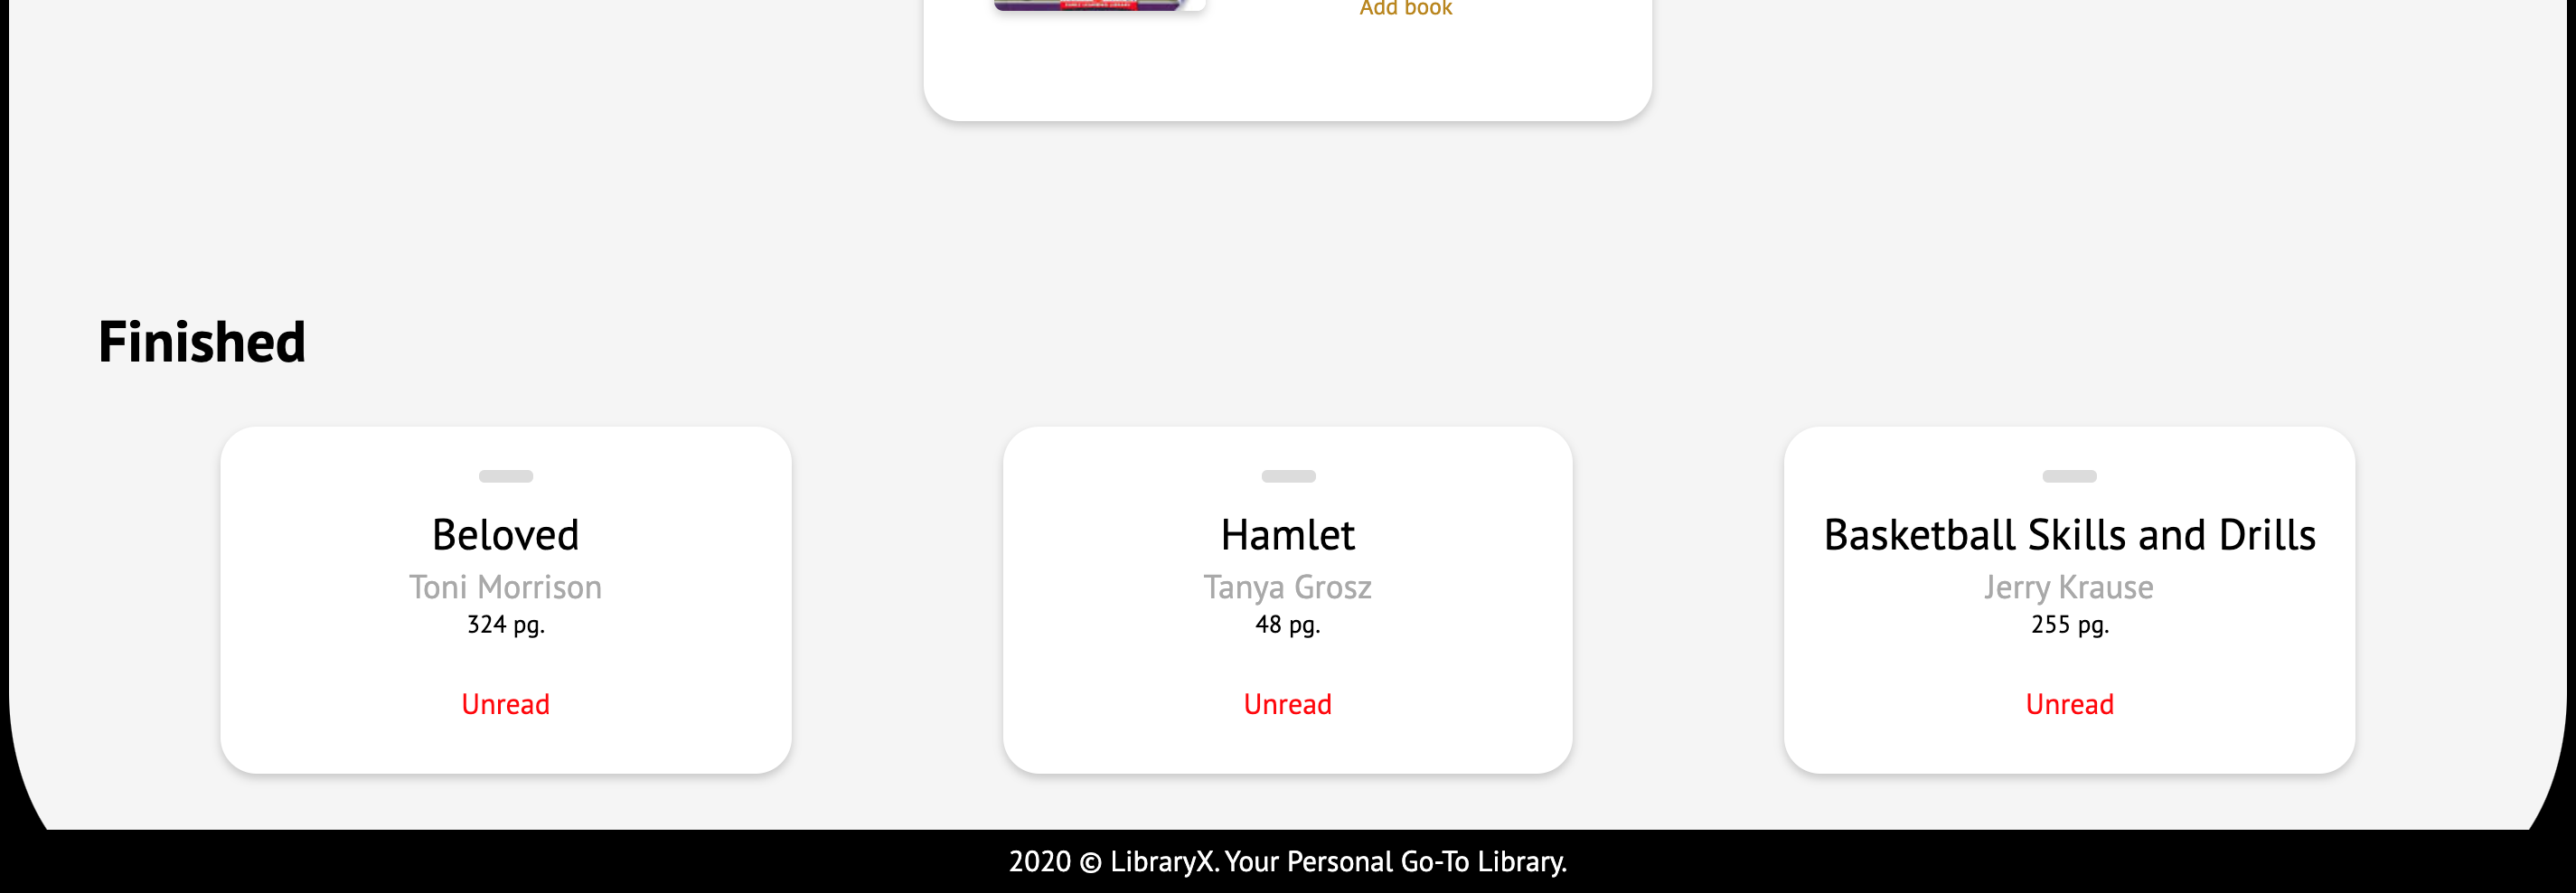 Add book
Finished
Beloved
Toni Morrison
324 pg.
Unread
Hamlet
Tanya Grosz
48 pg.
Unread
Basketball Skills and Drills
Jerry Krause
255 pg.
Unread
2020 © LibraryX. Your Personal Go-To Library.